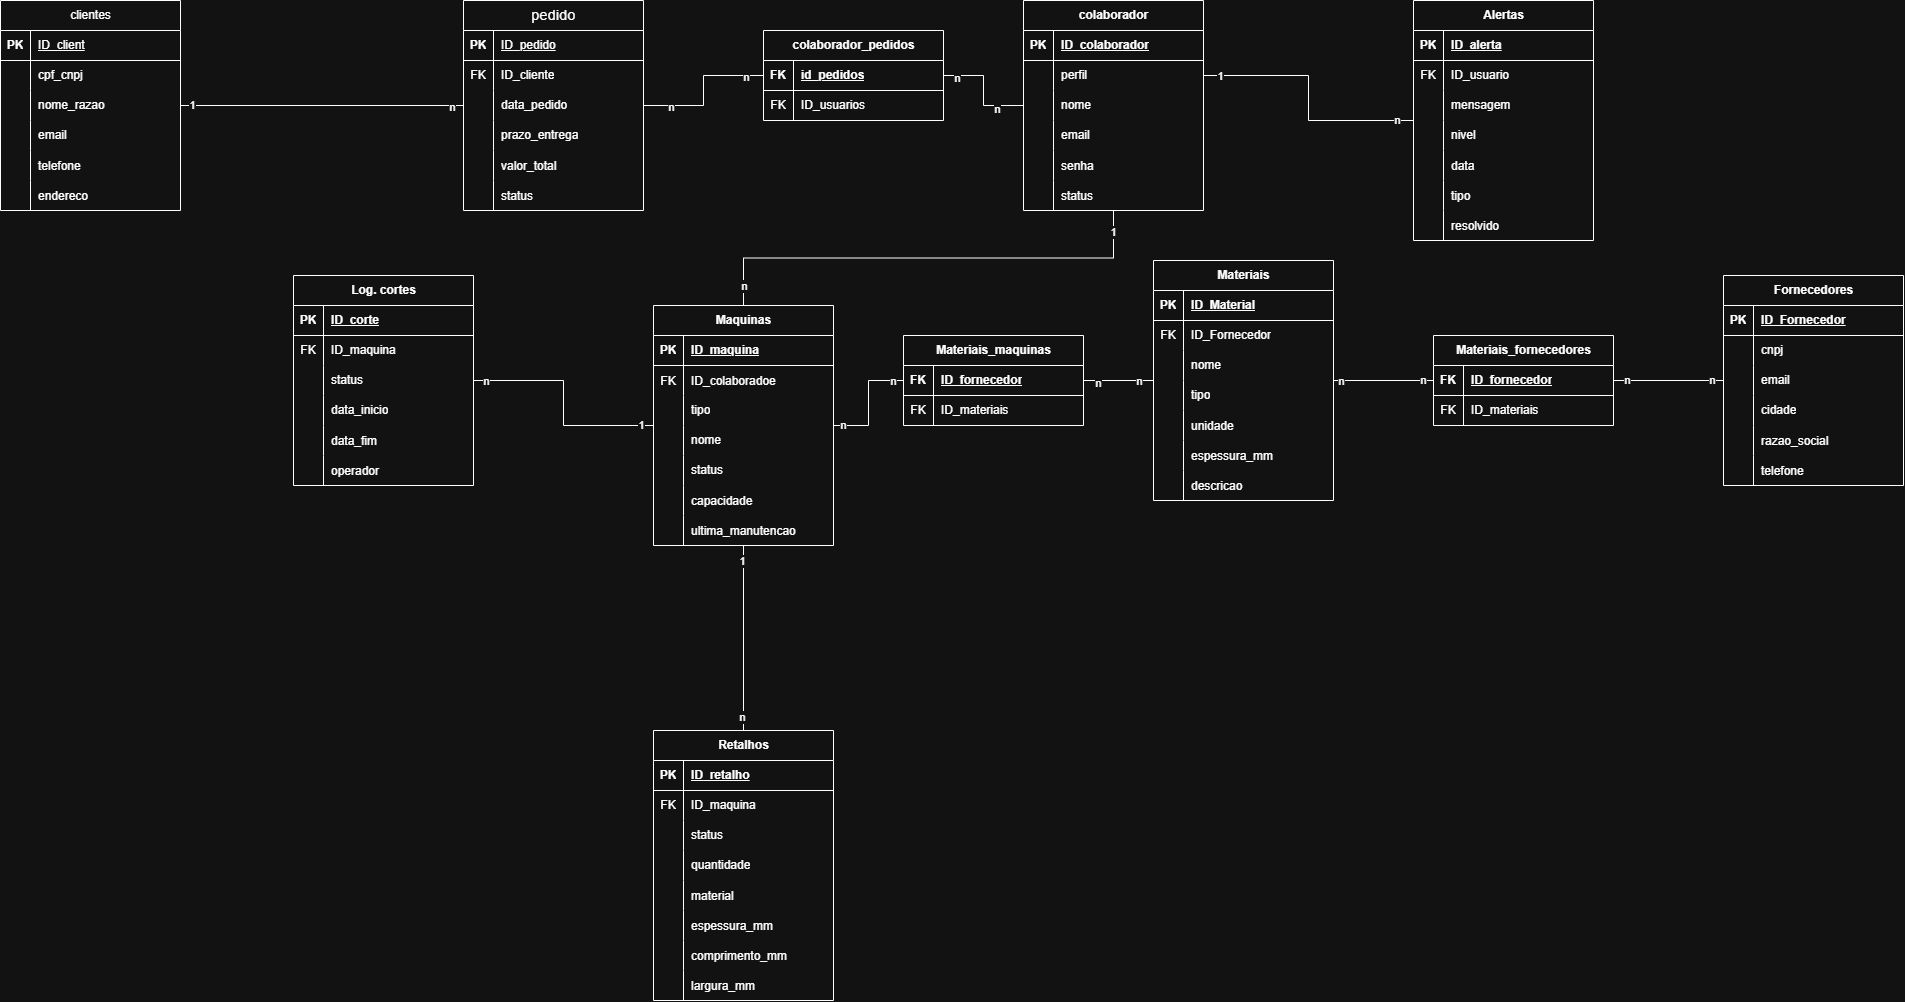 clientes
PK ID_client
cpf_cnpj
nome_razao
email
telefone
endereco
1
n
pedido
PK ID_pedido
FK ID_cliente
data_pedido
prazo_entrega
valor_total
status
n
n
colaborador_pedidos
FK id_pedidos
FK ID_usuarios
n
n
colaborador
PK ID_colaborador
perfil
nome
email
senha
status
1
n
Alertas
PK ID_alerta
FK ID_usuario
mensagem
nivel
data
tipo
resolvido
1
n
Log. cortes
PK ID_corte
FK ID_maquina
status
data_inicio
data_fim
operador
n
1
Maquinas
PK ID_maquina
FK ID_colaboradoe
tipo
nome
status
capacidade
ultima_manutencao
n
n
Materiais_maquinas
FK ID_fornecedor
FK ID_materiais
n
n
Materiais
PK ID_Material
FK ID_Fornecedor
nome
tipo
unidade
espessura_mm
descricao
n
n
Materiais_fornecedores
FK ID_fornecedor
FK ID_materiais
n
n
Fornecedores
PK ID_Fornecedor
cnpj
email
cidade
razao_social
telefone
1
n
Retalhos
PK ID_retalho
FK ID_maquina
status
quantidade
material
espessura_mm
comprimento_mm
largura_mm